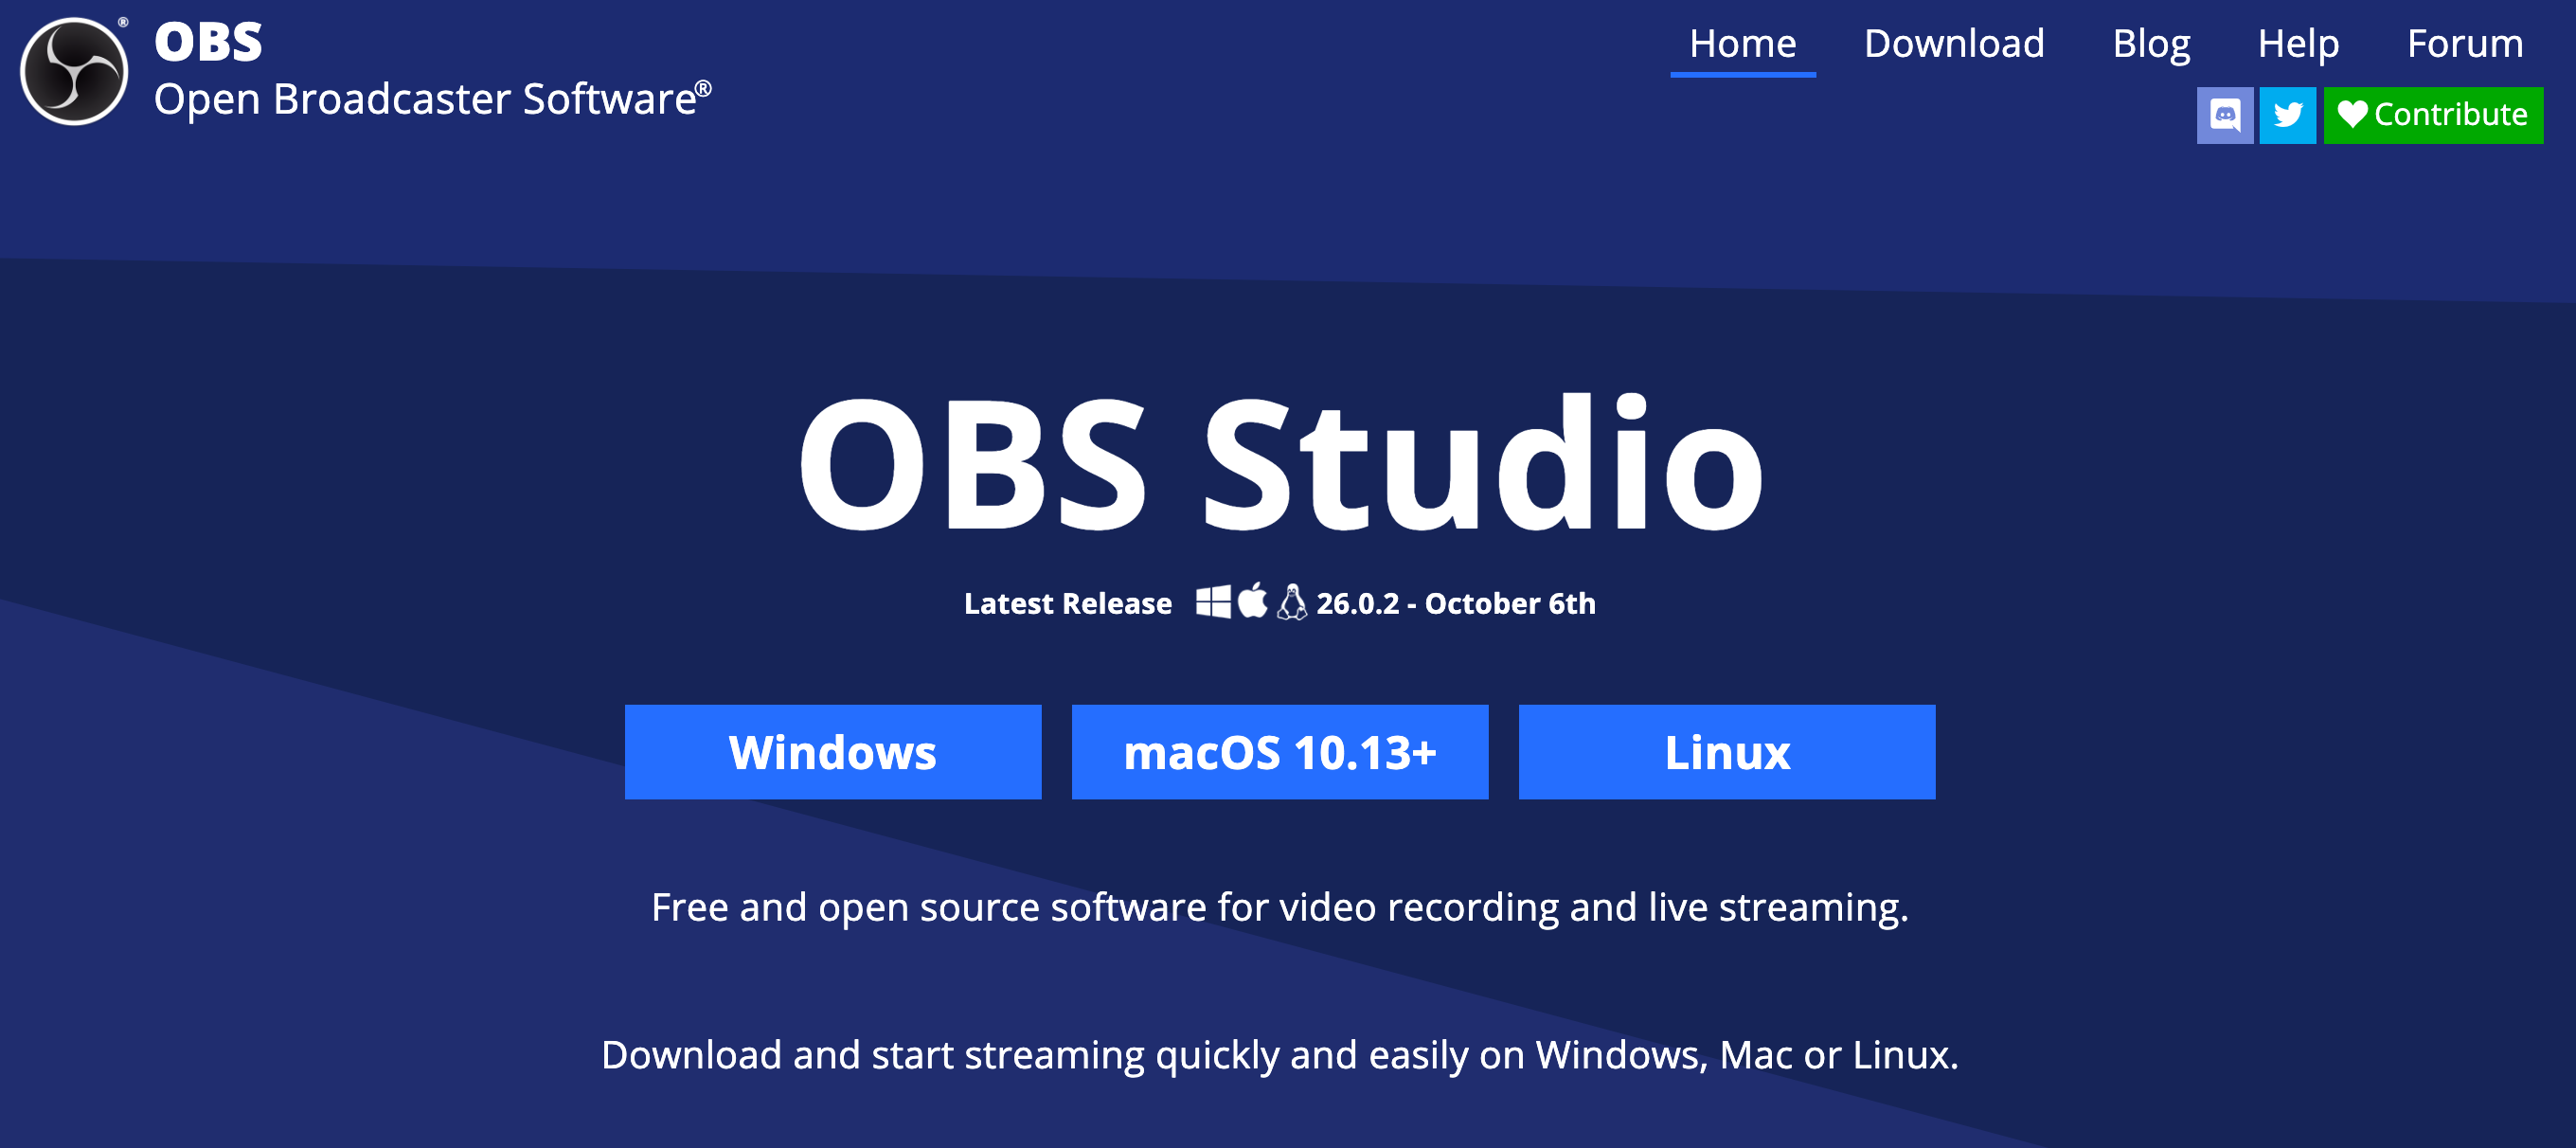 OBS
Open Broadcaster Software®
Home Download Blog Help Forum
Contribute
OBS Studio
Latest Release 26.0.2 - October 6th
Windows macOS 10.13+ Linux
Free and open source software for video recording and live streaming.
Download and start streaming quickly and easily on Windows, Mac or Linux.